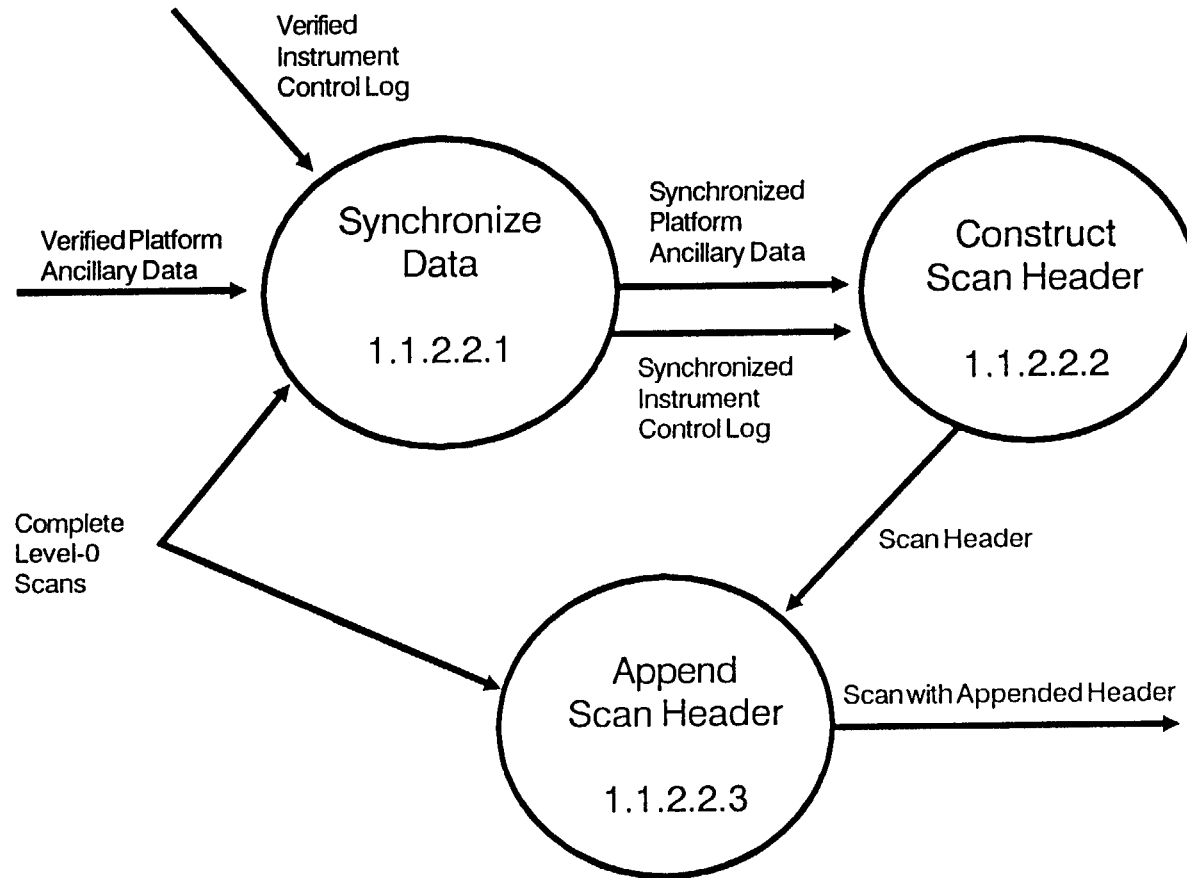 Verified
Instrument
Control Log
Verified Platform
Ancillary Data
Synchronize
Data
1.1.2.2.1
Synchronized
Platform
Ancillary Data
Synchronized
Instrument
Control Log
Construct
Scan Header
1.1.2.2.2
Complete
Level-0
Scans
Scan Header
Append
Scan Header
1.1.2.2.3
Scan with Appended Header